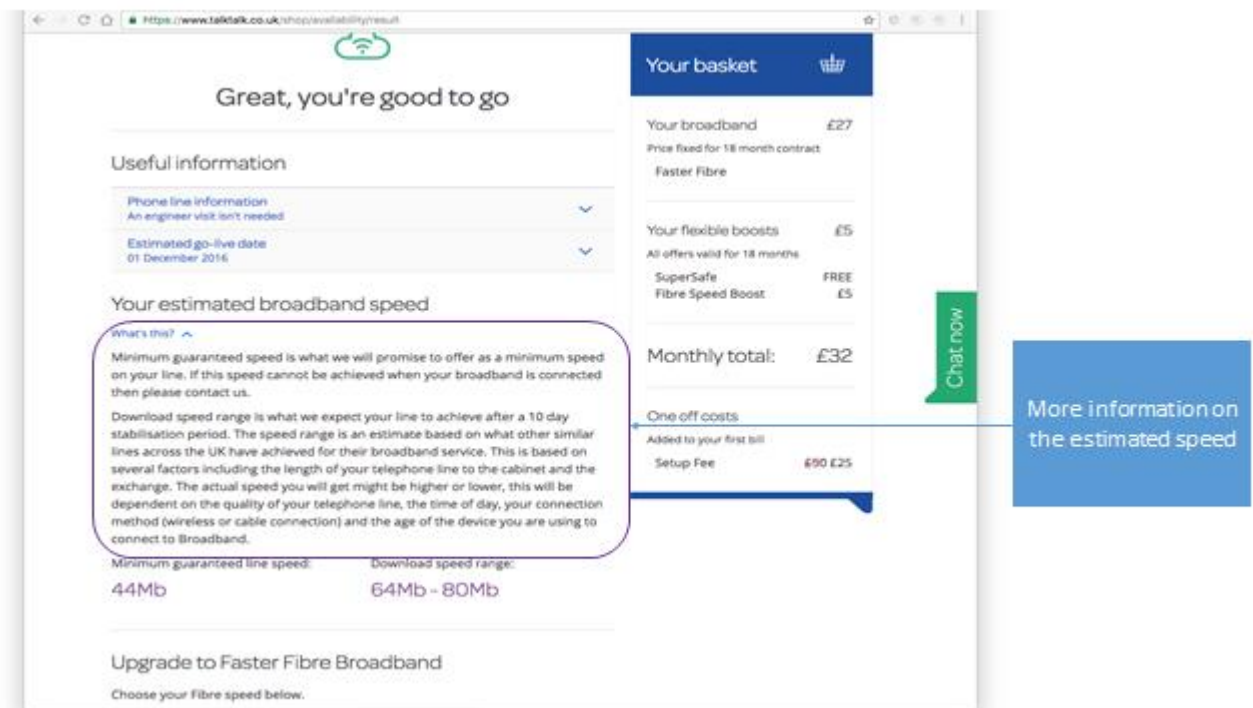 https://www.talktalk.co.uk/shop/availability/result
Great, you're good to go
Useful information
Phone line information
An engineer visit isn't needed
Estimated go-live date
01 December 2016
Your estimated broadband speed
What's this?
Minimum guaranteed speed is what we will promise to offer as a minimum speed
on your line. If this speed cannot be achieved when your broadband is connected
then please contact us.
Download speed range is what we expect your line to achieve after a 10 day
stabilisation period. The speed range is an estimate based on what other similar
lines across the UK have achieved for their broadband service. This is based on
several factors including the length of your telephone line to the cabinet and the
exchange. The actual speed you will get might be higher or lower, this will be
dependent on the quality of your telephone line, the time of day, your connection
method (wireless or cable connection) and the age of the device you are using to
connect to Broadband.
Minimum guaranteed line speed:
44Mb
Download speed range:
64Mb - 80Mb
Upgrade to Faster Fibre Broadband
Choose your Fibre speed below.
Your basket
Your broadband £27
Price fixed for 18 month contract
Faster Fibre
Your flexible boosts £5
All offers valid for 18 months
SuperSafe FREE
Fibre Speed Boost £5
Monthly total: £32
One off costs
Added to your first bill
Setup Fee £90 £25
Chat now
More information on
the estimated speed